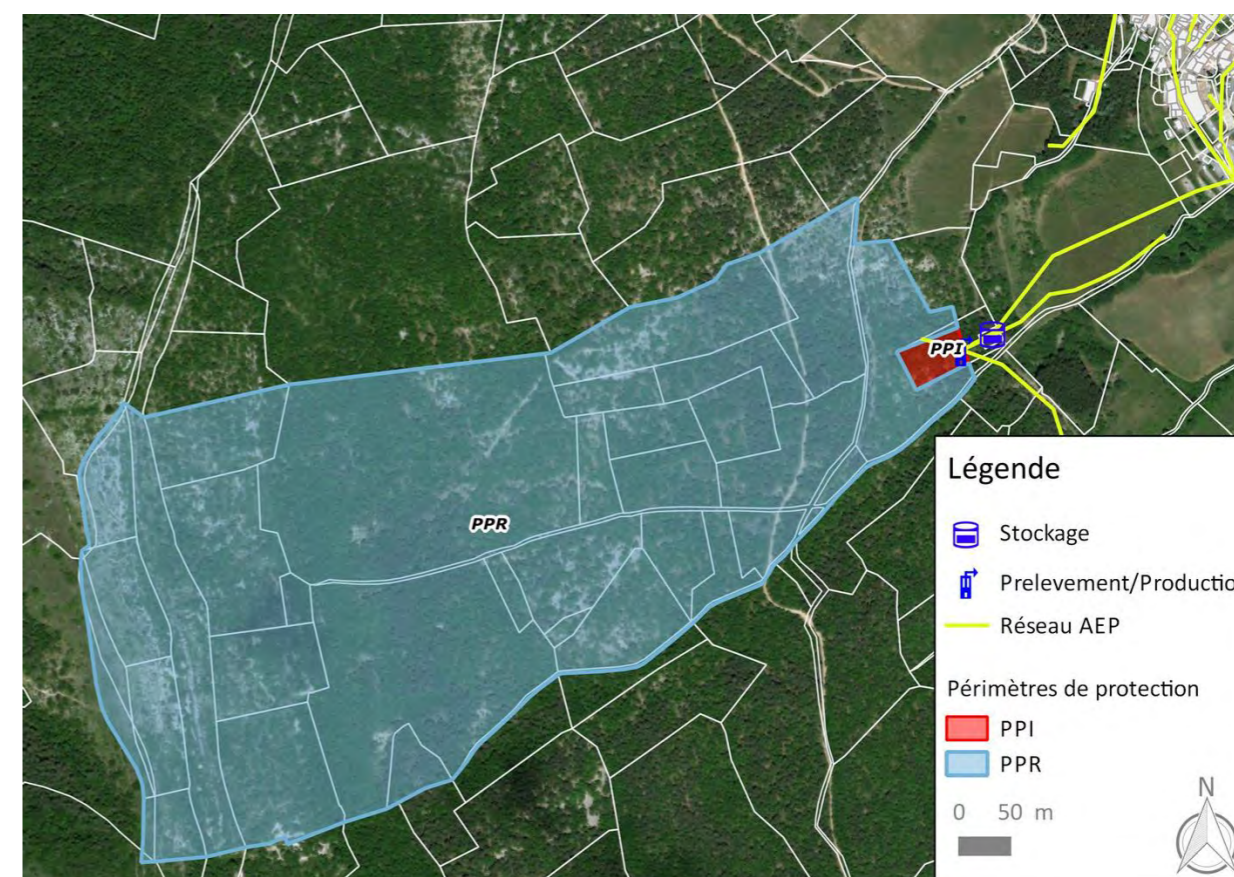 PPI
PPR
Légende
Stockage
Prelevement/Productio
Réseau AEP
Périmètres de protection
PPI
PPR
0 50 m
N